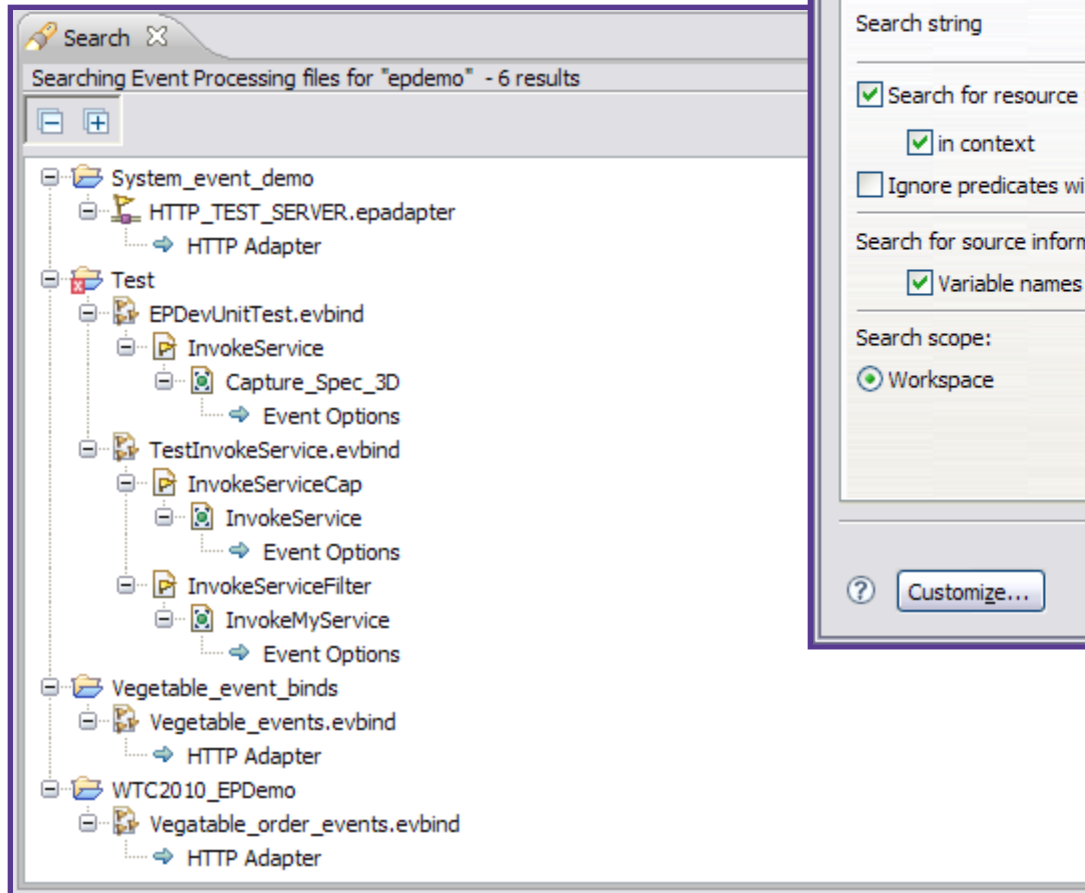 Search
Searching Event Processing files for "epdemo" - 6 results
System_event_demo
HTTP_TEST_SERVER.epadapter
HTTP Adapter
Test
EPDevUnitTest.evbind
InvokeService
Capture_Spec_3D
Event Options
TestInvokeService.evbind
InvokeServiceCap
InvokeService
Event Options
InvokeServiceFilter
InvokeMyService
Event Options
Vegetable_event_binds
Vegetable_events.evbind
HTTP Adapter
WTC2010_EPDemo
Vegatable_order_events.evbind
HTTP Adapter
Search string
Search for resource
in context
Ignore predicates wi
Search for source inform
Variable names
Search scope:
Workspace
? Customize...